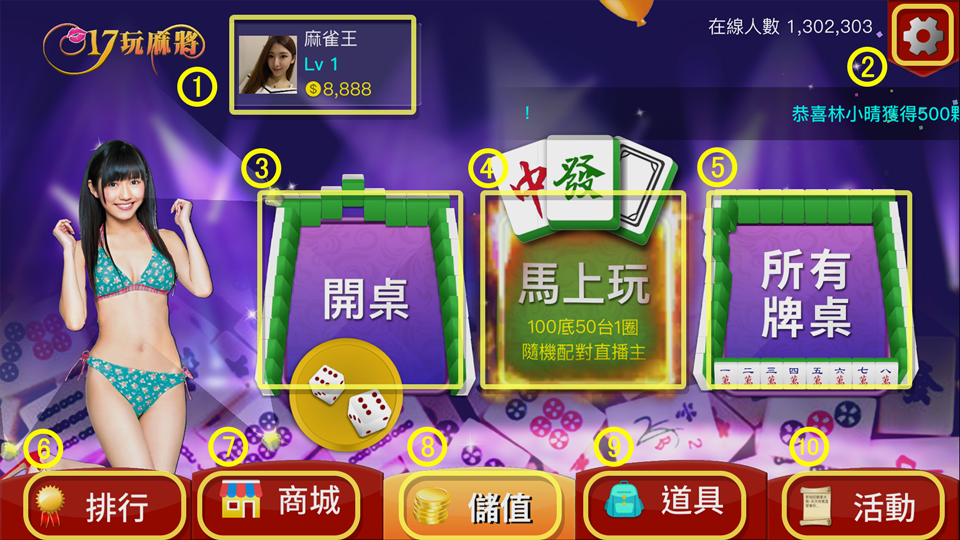 17玩麻將
麻雀王
Lv 1
$8,888
在線人數 1,302,303
①
②
!
恭喜林小晴獲得500顆
③
④
⑤
中
發
開桌
馬上玩
100底50台1圈
隨機配對直播主
所有
牌桌
一 二 三 四 五 六 七 八
萬 萬 萬 萬 萬 萬 萬 萬
⑥
⑦
⑧
⑨
⑩
排行
商城
儲值
道具
活動